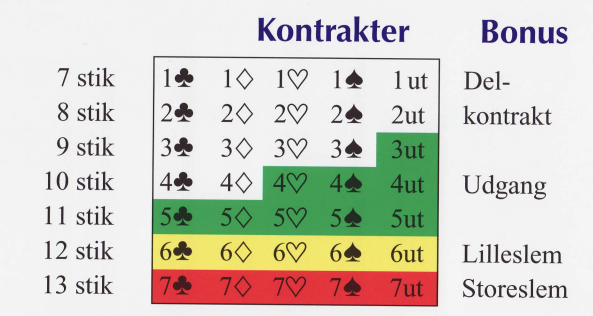 Kontrakter Bonus
7 stik 1♣ 1♢ 1♡ 1♠ 1ut Del-
8 stik 2♣ 2♢ 2♡ 2♠ 2ut kontrakt
9 stik 3♣ 3♢ 3♡ 3♠ 3ut
10 stik 4♣ 4♢ 4♡ 4♠ 4ut Udgang
11 stik 5♣ 5♢ 5♡ 5♠ 5ut
12 stik 6♣ 6♢ 6♡ 6♠ 6ut Lilleslem
13 stik 7♣ 7♢ 7♡ 7♠ 7ut Storeslem